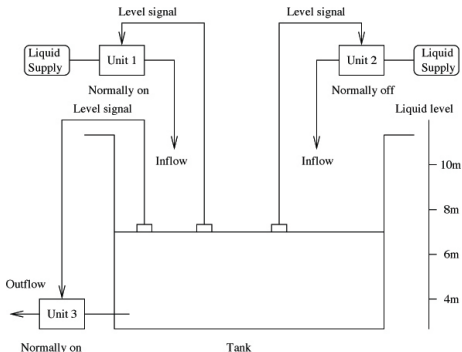 Level signal
Level signal
Liquid
Supply
Unit 1
Unit 2
Liquid
Supply
Normally on
Normally off
Level signal
Liquid level
Inflow
Inflow
10m
8m
6m
4m
Outflow
Unit 3
Normally on
Tank